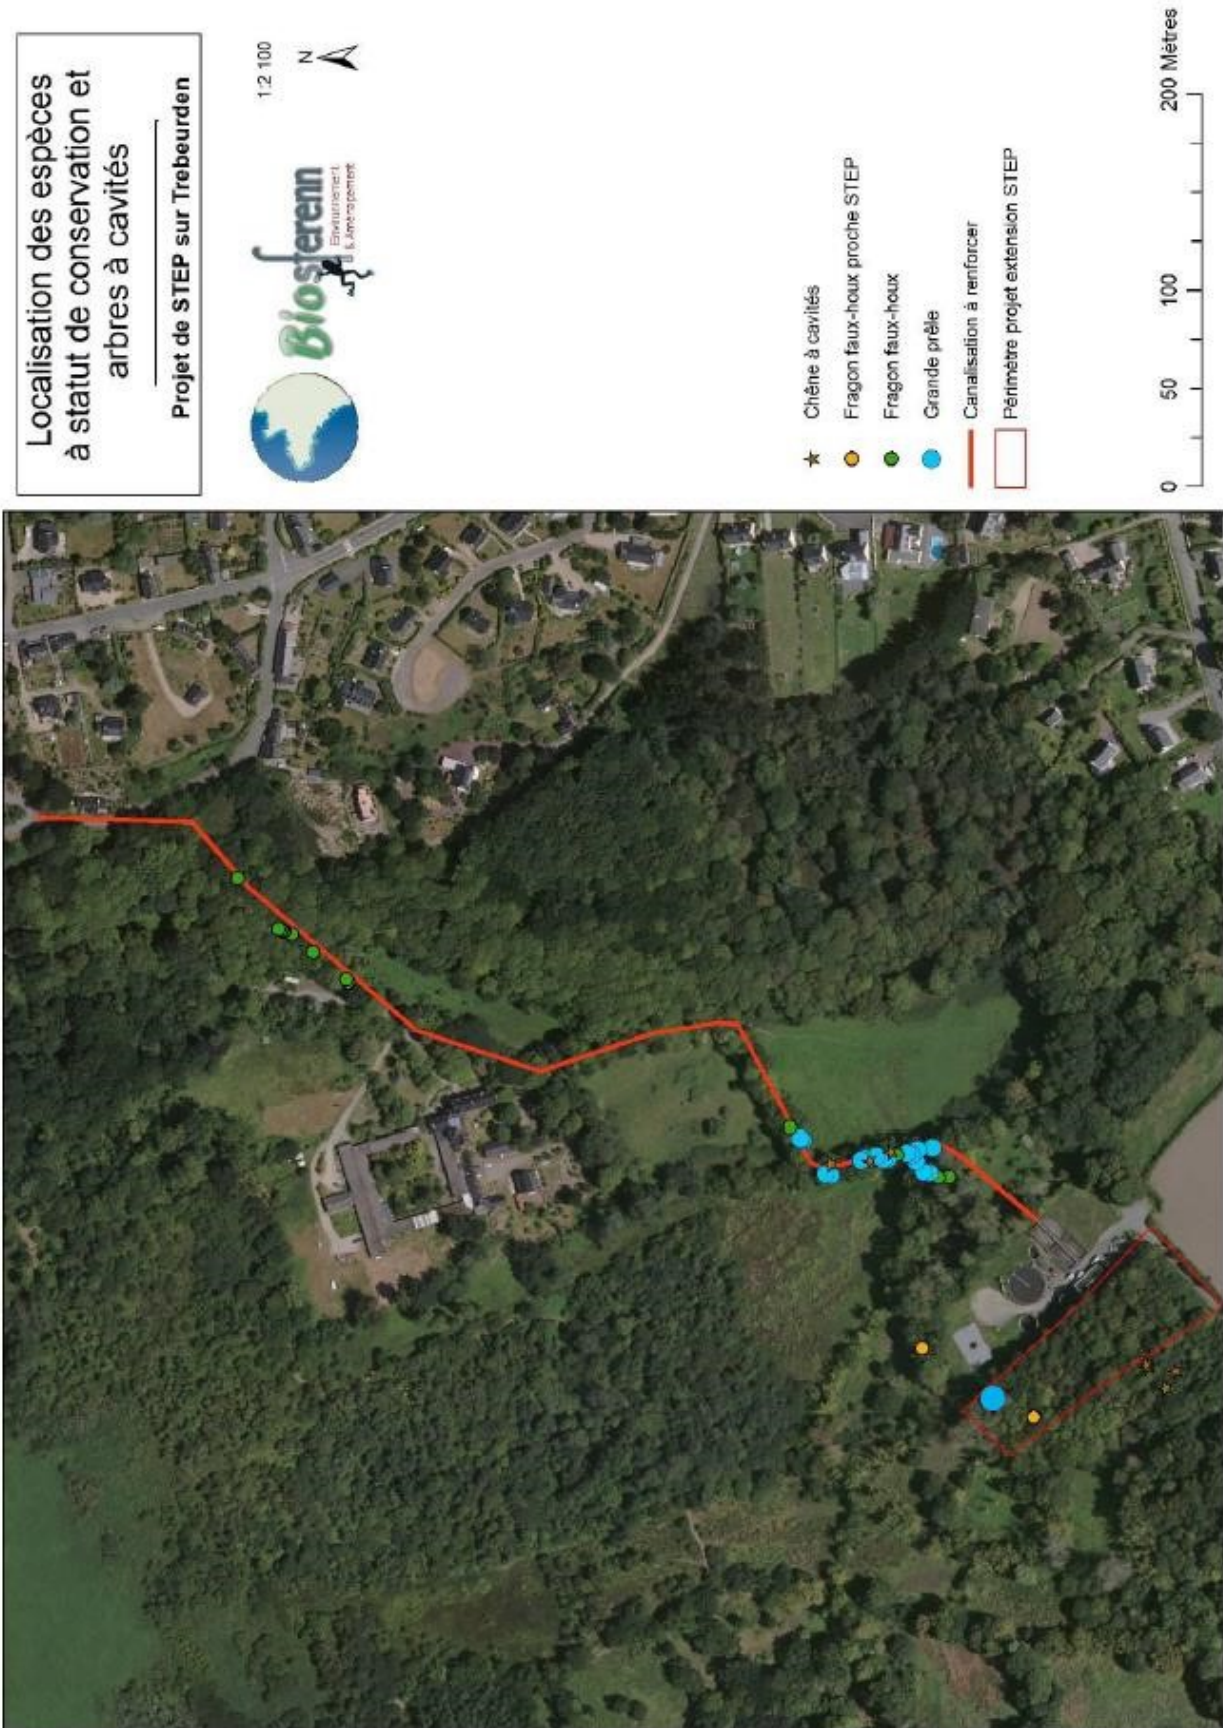 Localisation des espèces
à statut de conservation et
arbres à cavités
Projet de STEP sur Trebeurden
Biosferenn
Environnement
& Aménagement
1:2 100
N
Chêne à cavités
Fragon faux-houx proche STEP
Fragon faux-houx
Grande prêle
Canalisation à renforcer
Périmètre projet extension STEP
0 50 100 200 Mètres